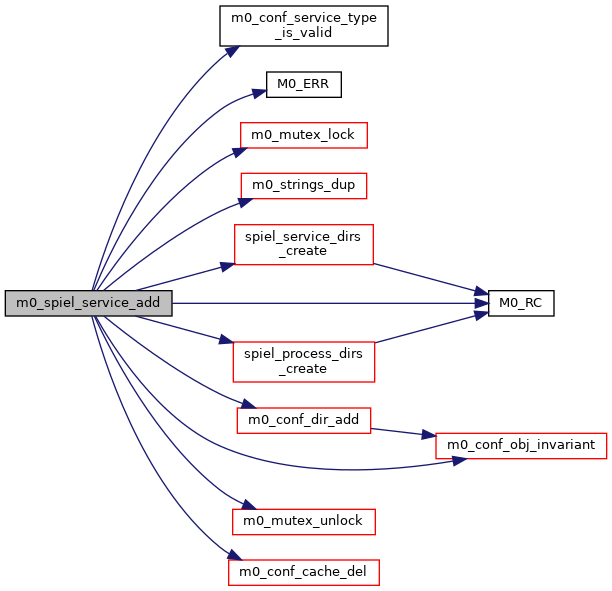 m0_conf_service_type
_is_valid
M0_ERR
m0_mutex_lock
m0_strings_dup
spiel_service_dirs
_create
m0_spiel_service_add
M0_RC
spiel_process_dirs
_create
m0_conf_dir_add
m0_conf_obj_invariant
m0_mutex_unlock
m0_conf_cache_del